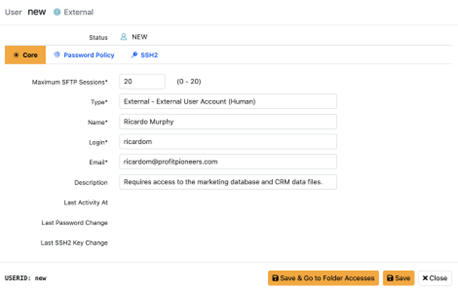 User new External
Status NEW
Core Password Policy SSH2
Maximum SFTP Sessions* 20 (0 - 20)
Type* External - External User Account (Human)
Name* Ricardo Murphy
Login* ricardom
Email* ricardom@profitpioneers.com
Description Requires access to the marketing database and CRM data files.
Last Activity At
Last Password Change
Last SSH2 Key Change
USERID: new Save & Go to Folder Accesses Save Close